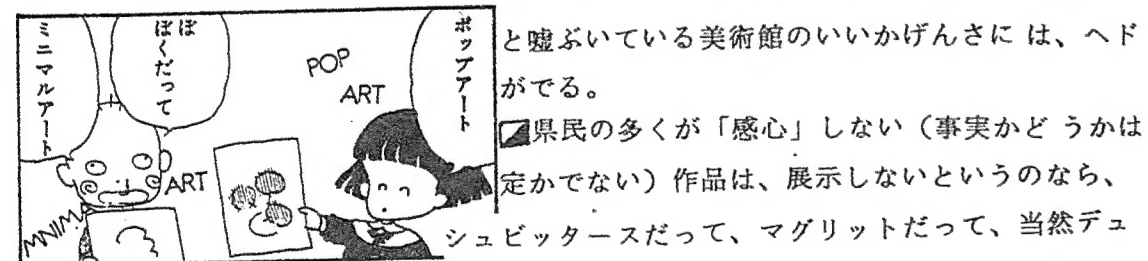 ポップアート
POP
ART
ぼ
ぼくだって
ミニマルアート
MINIMAL
ART
と嘘ぶいている美術館のいいかげんさに は、ヘド
がでる。
県民の多くが「感心」しない（事実かど うかは
定かでない）作品は、展示しないというのなら、
シュビッタースだって、マグリットだって、当然デュ